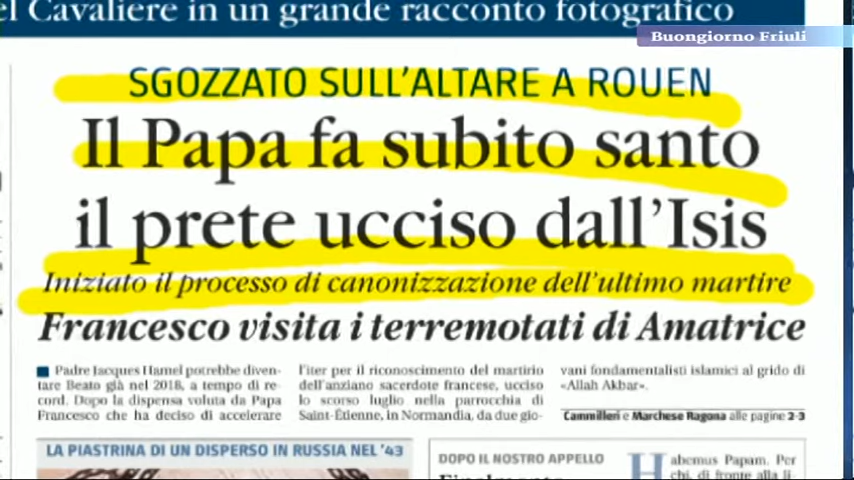 el Cavaliere in un grande racconto fotografico
Buongiorno Friuli
SGOZZATO SULL'ALTARE A ROUEN
Il Papa fa subito santo
il prete ucciso dall'Isis
Iniziato il processo di canonizzazione dell'ultimo martire
Francesco visita i terremotati di Amatrice
Padre Jacques Hamel potrebbe diven-
tare Beato già nel 2018, a tempo di re-
cord. Dopo la dispensa voluta da Papa
Francesco che ha deciso di accelerare
l'iter per il riconoscimento del martirio
dell'anziano sacerdote francese, ucciso
lo scorso luglio nella parrocchia di
Saint-Étienne, in Normandia, da due gio-
vani fondamentalisti islamici al grido di
«Allah Akbar».
Cammilleri e Marchese Ragona alle pagine 2-3
LA PIASTRINA DI UN DISPERSO IN RUSSIA NEL '43
DOPO IL NOSTRO APPELLO
Habemus Papam. Per
chi, di fronte alla li-